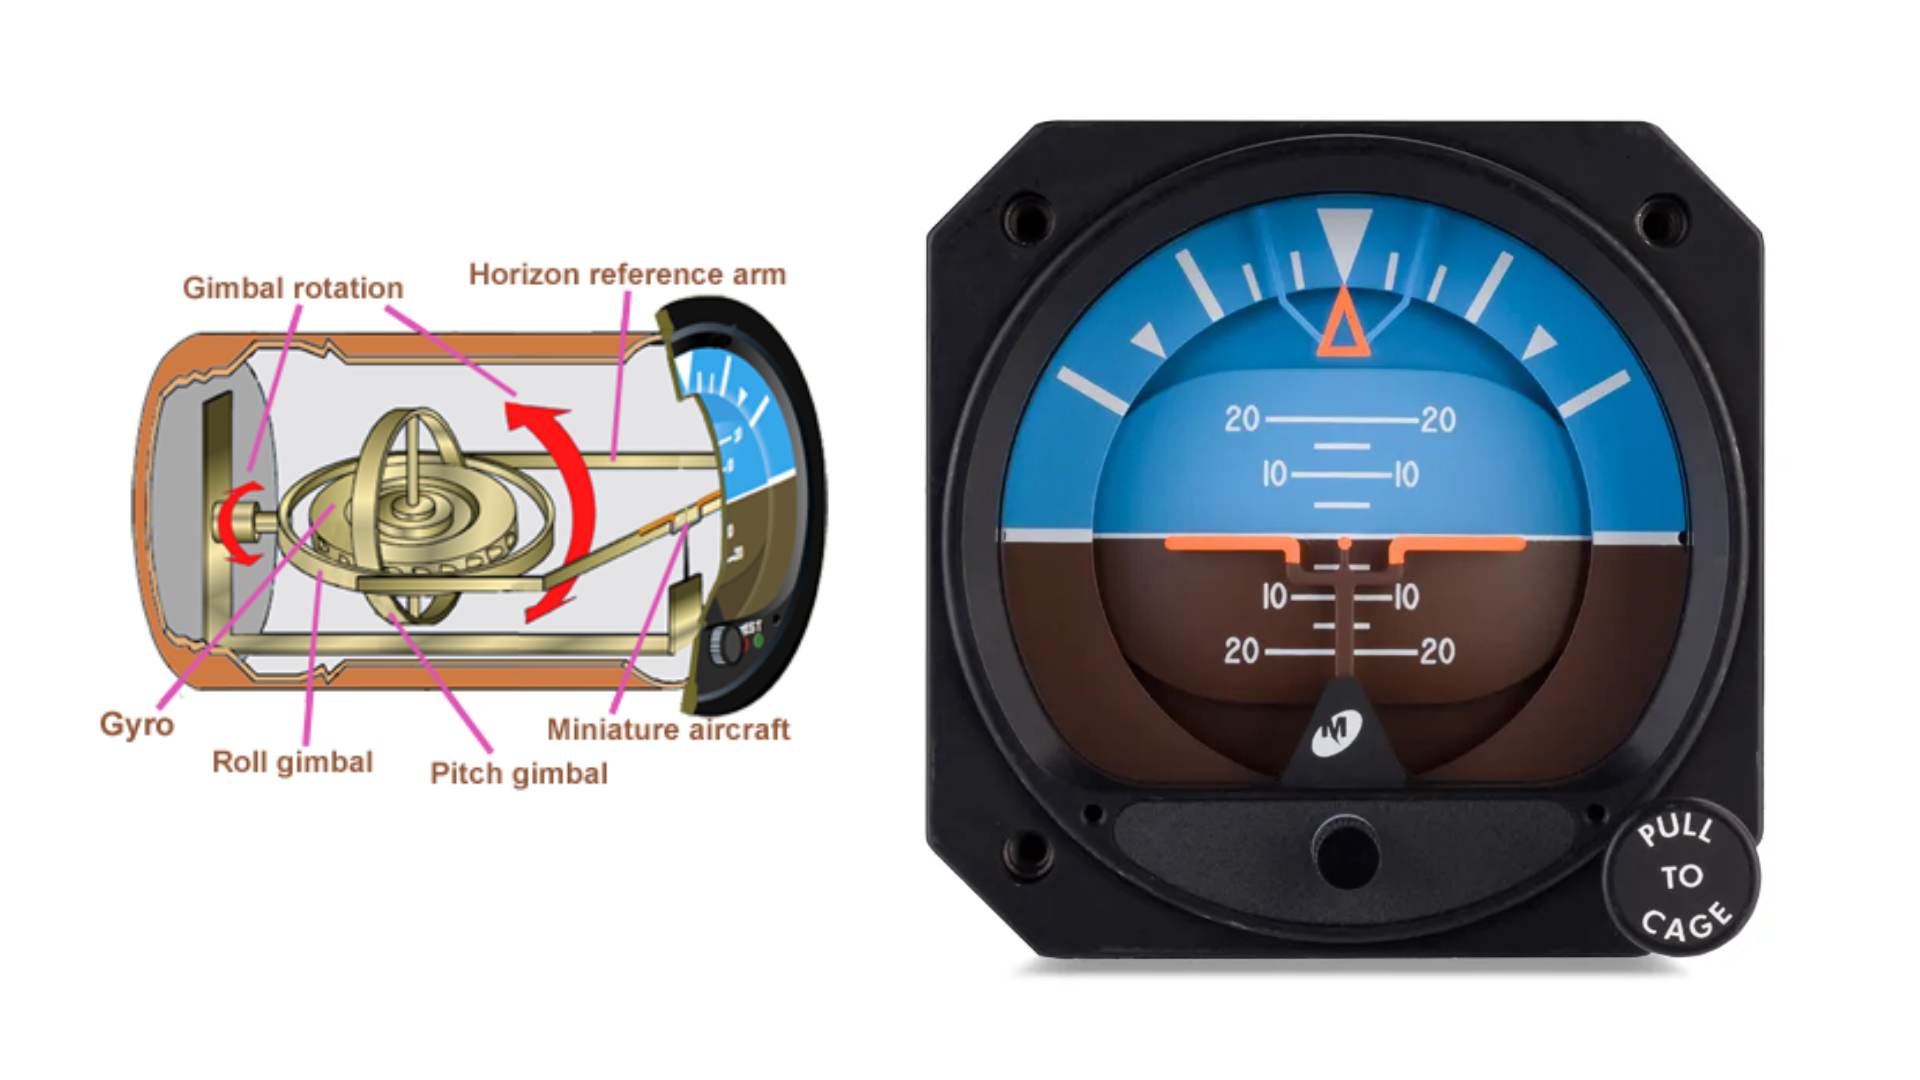 Gimbal rotation
Horizon reference arm
Gyro
Roll gimbal
Pitch gimbal
Miniature aircraft
20 20
10 10
10 10
20 20
M
PULL
TO
CAGE